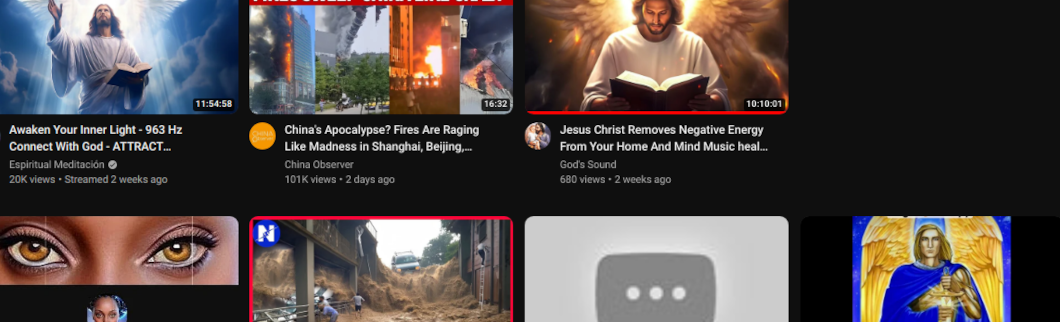 11:54:58
16:32
10:10:01
Awaken Your Inner Light - 963 Hz
Connect With God - ATTRACT...
Espiritual Meditación
20K views • Streamed 2 weeks ago
China's Apocalypse? Fires Are Raging
Like Madness in Shanghai, Beijing,...
China Observer
101K views • 2 days ago
Jesus Christ Removes Negative Energy
From Your Home And Mind Music heal...
God's Sound
680 views • 2 weeks ago
N